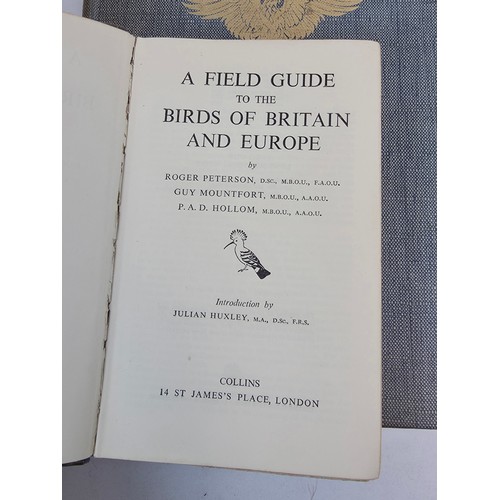 A FIELD GUIDE
TO THE
BIRDS OF BRITAIN
AND EUROPE
by
ROGER PETERSON, D.SC., M.B.O.U., F.A.O.U.
GUY MOUNTFORT, M.B.O.U., A.A.O.U.
P. A. D. HOLLOM, M.B.O.U., A.A.O.U.
Introduction by
JULIAN HUXLEY, M.A., D.SC., F.R.S.
COLLINS
14 ST JAMES'S PLACE, LONDON